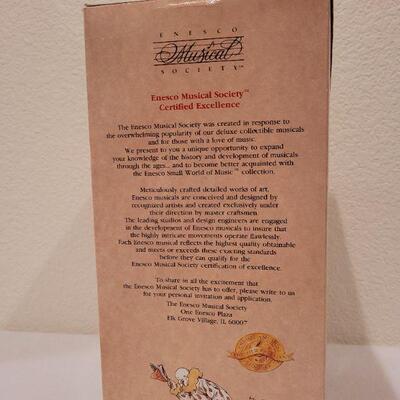 ENESCO
Musical
SOCIETY™
Enesco Musical Society™
Certified Excellence
The Enesco Musical Society was created in response to
the overwhelming popularity of our deluxe collectible musicals
and for those with a love of music.
We present to you a unique opportunity to expand
your knowledge of the history and development of musicals
through the ages... and to become better acquainted with
the Enesco Small World of Music™ collection.
Meticulously crafted detailed works of art,
Enesco musicals are conceived and designed by
recognized artists and created exclusively under
their direction by master craftsmen.
The leading studios and design engineers are engaged
in the development of Enesco musicals to insure that
the highly intricate movements operate flawlessly.
Each Enesco musical reflects the highest quality obtainable
and meets or exceeds these exacting standards
before they can qualify for the
Enesco Musical Society certification of excellence.
To share in all the excitement that
the Enesco Musical Society has to offer, please write to us
for your personal invitation and application.
The Enesco Musical Society
One Enesco Plaza
Elk Grove Village, IL 60007